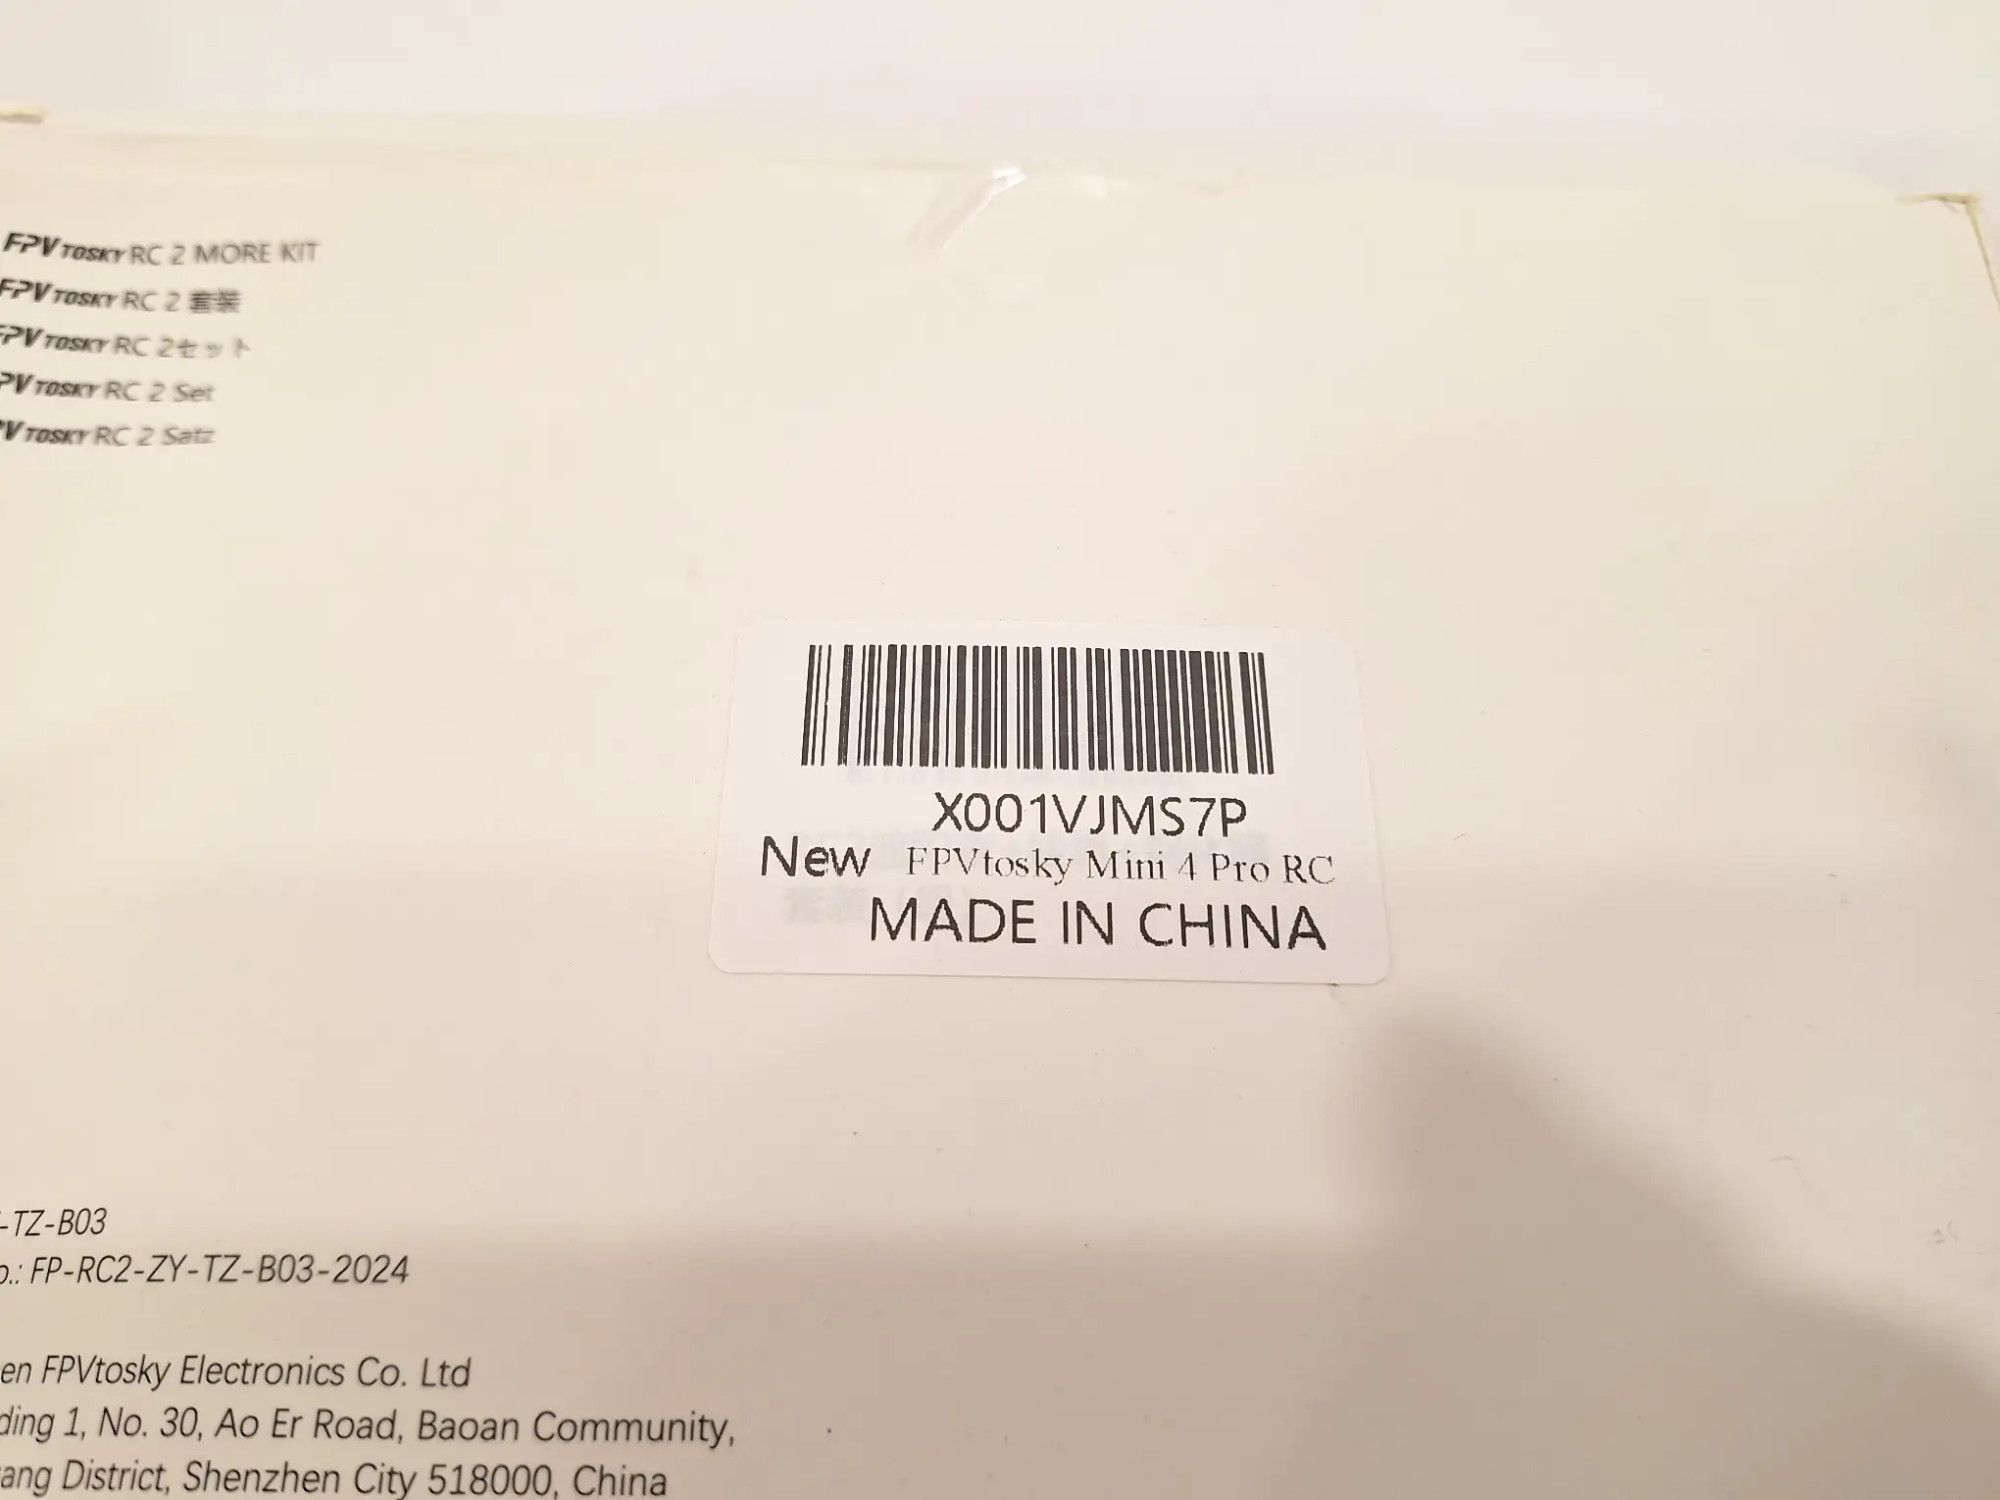 FPV TOSKY RC 2 MORE KIT
FPV TOSKY RC 2 套装
FPV TOSKY RC 2セット
PV TOSKY RC 2 Set
V TOSKY RC 2 Satz
X001VJMS7P
New FPVtosky Mini 4 Pro RC
MADE IN CHINA
-TZ-B03
o.: FP-RC2-ZY-TZ-B03-2024
en FPVtosky Electronics Co. Ltd
ding 1, No. 30, Ao Er Road, Baoan Community,
ang District, Shenzhen City 518000, China